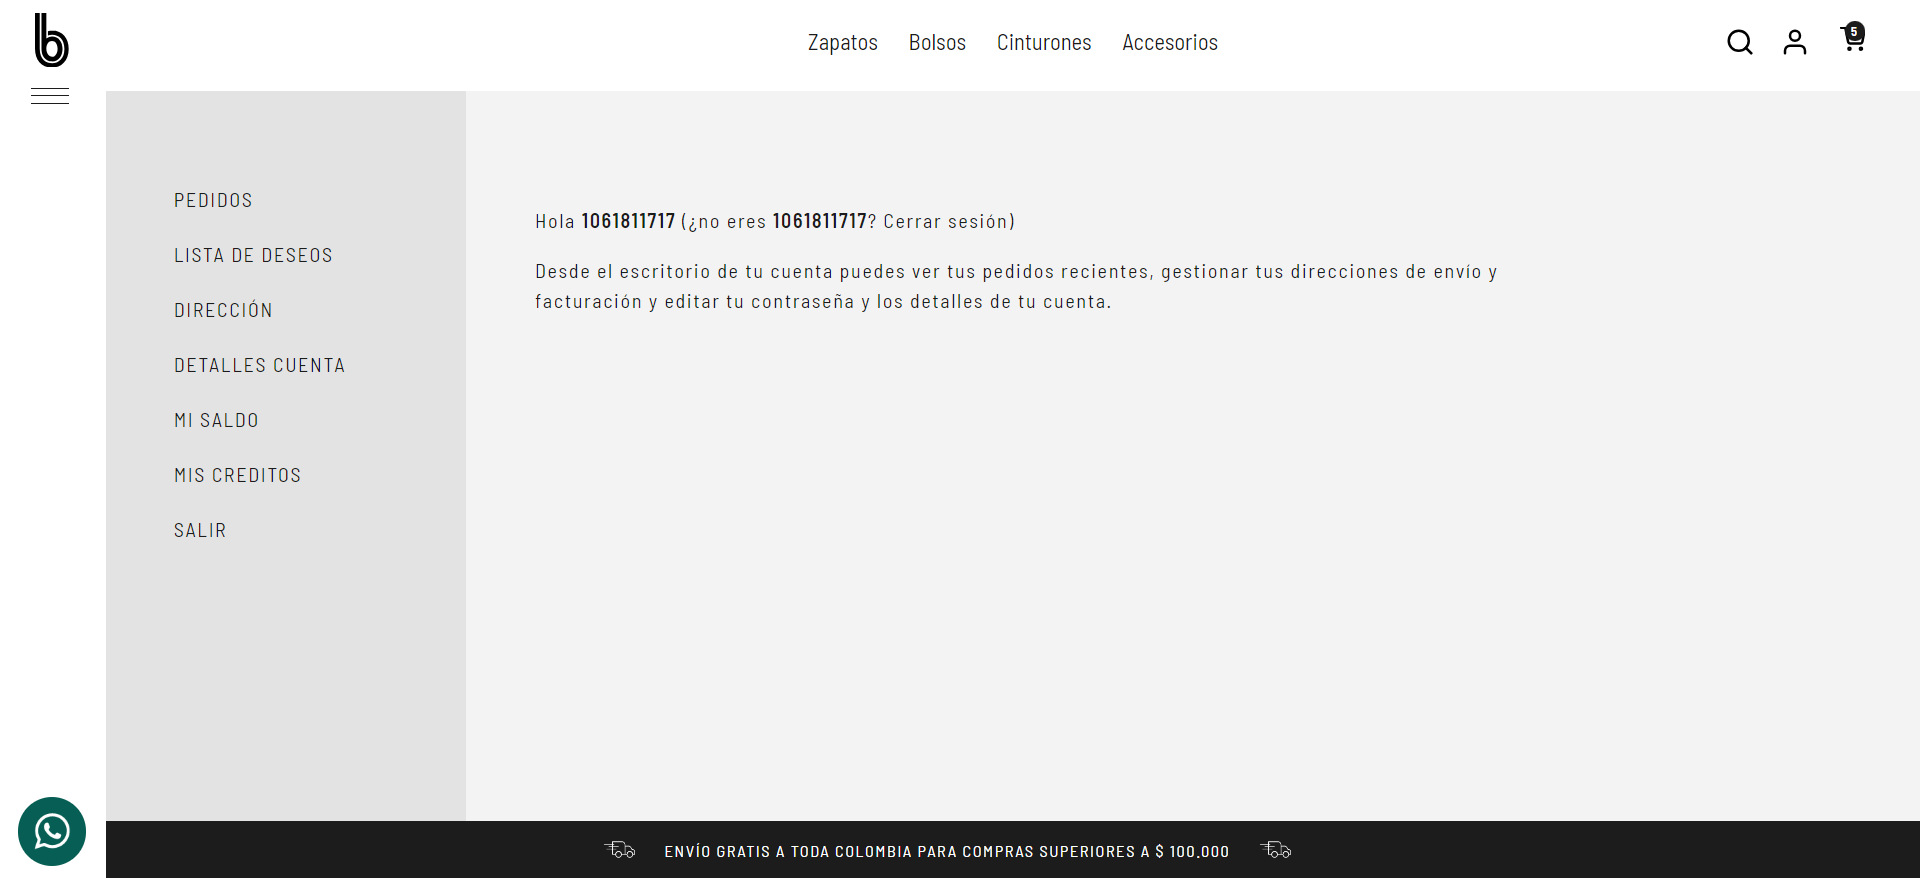 b
Zapatos Bolsos Cinturones Accesorios
5
PEDIDOS
LISTA DE DESEOS
DIRECCIÓN
DETALLES CUENTA
MI SALDO
MIS CREDITOS
SALIR
Hola 1061811717 (¿no eres 1061811717? Cerrar sesión)
Desde el escritorio de tu cuenta puedes ver tus pedidos recientes, gestionar tus direcciones de envío y
facturación y editar tu contraseña y los detalles de tu cuenta.
ENVÍO GRATIS A TODA COLOMBIA PARA COMPRAS SUPERIORES A $ 100.000